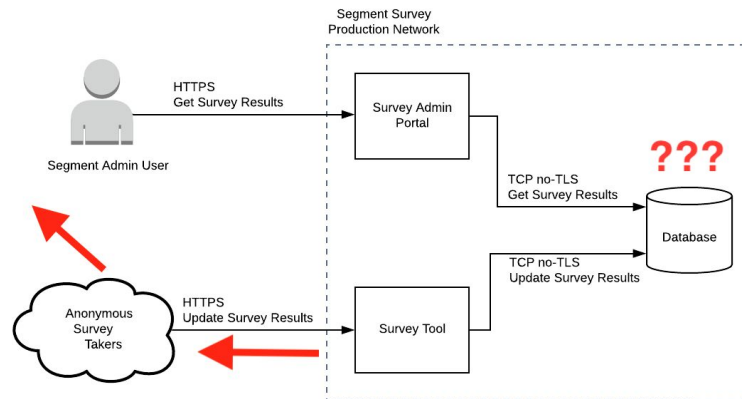 Segment Survey
Production Network
HTTPS
Get Survey Results
Survey Admin
Portal
Segment Admin User
???
TCP no-TLS
Get Survey Results
Database
TCP no-TLS
Update Survey Results
HTTPS
Update Survey Results
Anonymous
Survey
Takers
Survey Tool